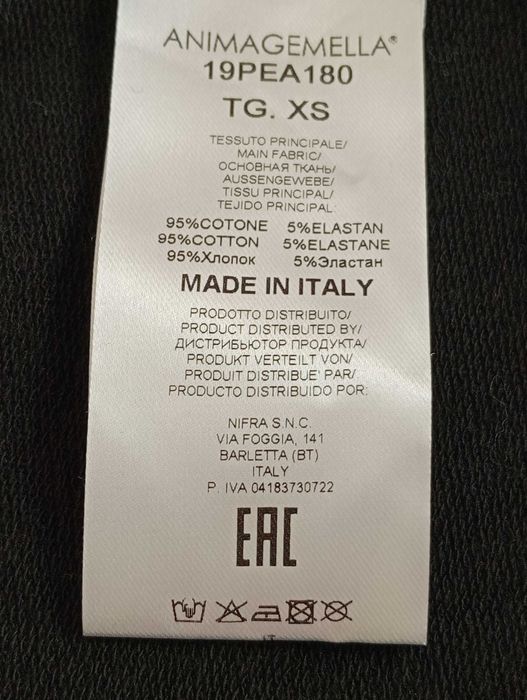 ANIMAGEMELLA®
19PEA180
TG. XS
TESSUTO PRINCIPALE/
MAIN FABRIC/
ОСНОВНАЯ ТКАНЬ/
AUSSENGEWEBE/
TISSU PRINCIPAL/
TEJIDO PRINCIPAL:
95%COTONE 5%ELASTAN
95%COTTON 5%ELASTANE
95%Хлопок 5%Эластан
MADE IN ITALY
PRODOTTO DISTRIBUITO/
PRODUCT DISTRIBUTED BY/
ДИСТРИБЬЮТОР ПРОДУКТА/
PRODUKT VERTEILT VON/
PRODUIT DISTRIBUE' PAR/
PRODUCTO DISTRIBUIDO POR:
NIFRA S.N.C.
VIA FOGGIA, 141
BARLETTA (BT)
ITALY
P. IVA 04183730722
EAC